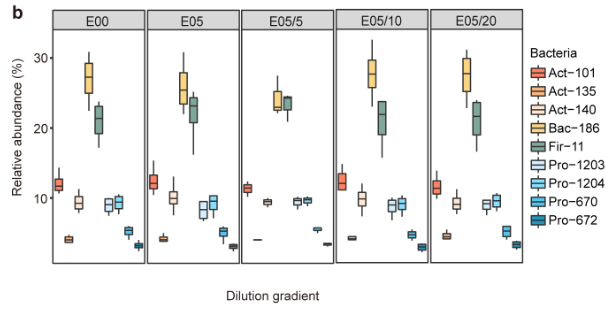 b
E00 E05 E05/5 E05/10 E05/20
Relative abundance (%)
30
20
10
Dilution gradient
Bacteria
Act−101
Act−135
Act−140
Bac−186
Fir−11
Pro−1203
Pro−1204
Pro−670
Pro−672